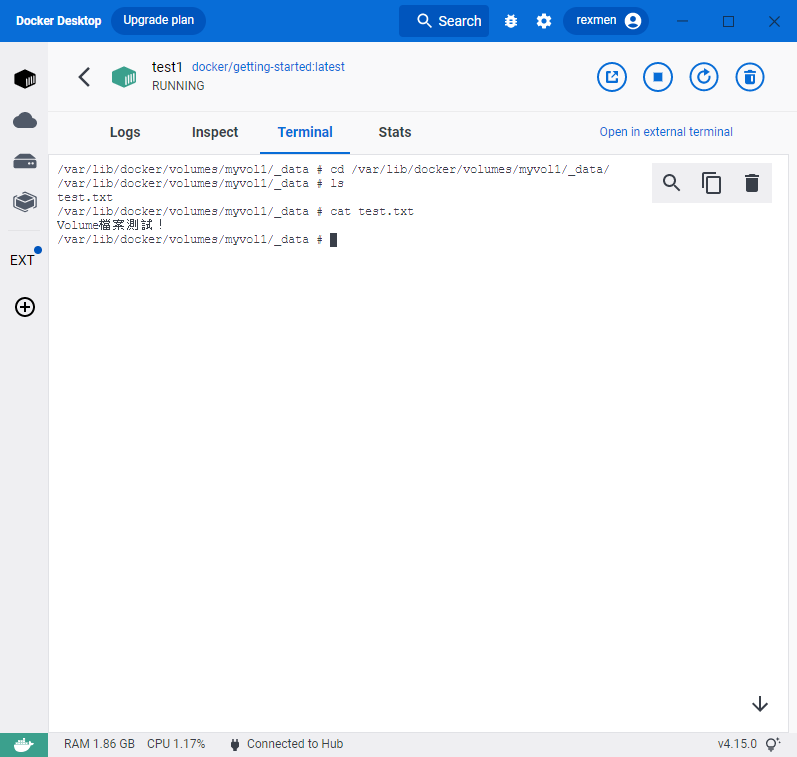 Docker Desktop Upgrade plan Search rexmen
test1 docker/getting-started:latest
RUNNING
Logs Inspect Terminal Stats Open in external terminal
/var/lib/docker/volumes/myvol1/_data # cd /var/lib/docker/volumes/myvol1/_data/
/var/lib/docker/volumes/myvol1/_data # ls
test.txt
/var/lib/docker/volumes/myvol1/_data # cat test.txt
Volume檔案測試！
/var/lib/docker/volumes/myvol1/_data #
EXT
RAM 1.86 GB CPU 1.17% Connected to Hub v4.15.0